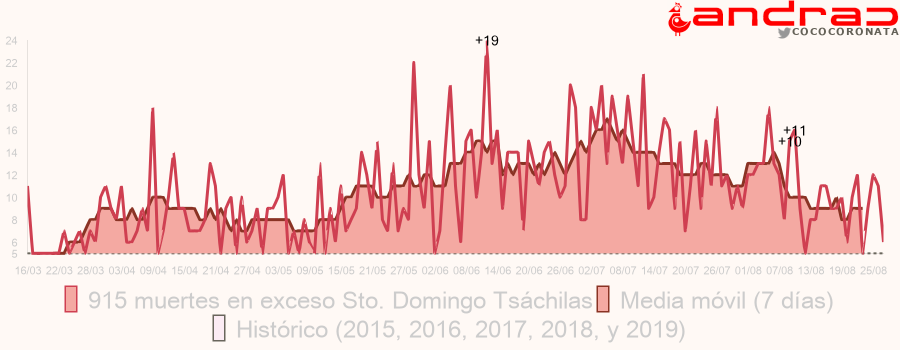 andrac
COCOCORONATA
24
22
20
18
16
14
12
10
8
6
5
+19
+11
+10
16/03 22/03 28/03 03/04 09/04 15/04 21/04 27/04 03/05 09/05 15/05 21/05 27/05 02/06 08/06 14/06 20/06 26/06 02/07 08/07 14/07 20/07 26/07 01/08 07/08 13/08 19/08 25/08
915 muertes en exceso Sto. Domingo Tsáchilas Media móvil (7 días)
Histórico (2015, 2016, 2017, 2018, y 2019)